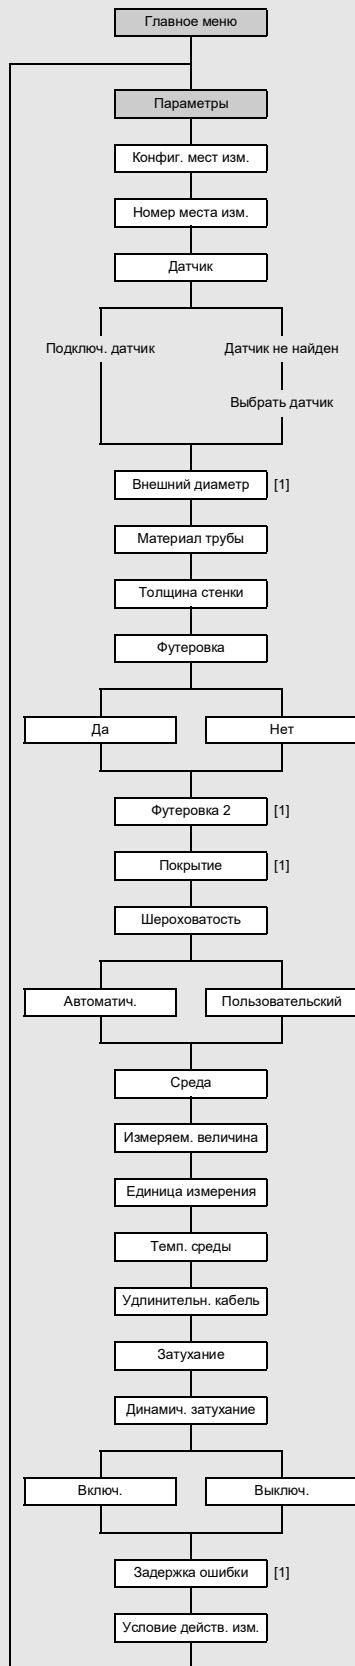 Главное меню
Параметры
Конфиг. мест изм.
Номер места изм.
Датчик
Подключ. датчик
Датчик не найден
Выбрать датчик
Внешний диаметр [1]
Материал трубы
Толщина стенки
Футеровка
Да
Нет
Футеровка 2 [1]
Покрытие [1]
Шероховатость
Автоматич.
Пользовательский
Среда
Измеряем. величина
Единица измерения
Темп. среды
Удлинительн. кабель
Затухание
Динамич. затухание
Включ.
Выключ.
Задержка ошибки [1]
Условие действ. изм.